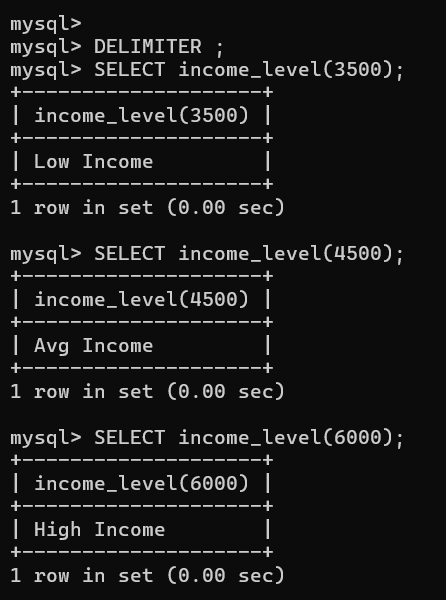 mysql>
mysql> DELIMITER ;
mysql> SELECT income_level(3500);
+--------------------+
| income_level(3500) |
+--------------------+
| Low Income         |
+--------------------+
1 row in set (0.00 sec)

mysql> SELECT income_level(4500);
+--------------------+
| income_level(4500) |
+--------------------+
| Avg Income         |
+--------------------+
1 row in set (0.00 sec)

mysql> SELECT income_level(6000);
+--------------------+
| income_level(6000) |
+--------------------+
| High Income        |
+--------------------+
1 row in set (0.00 sec)